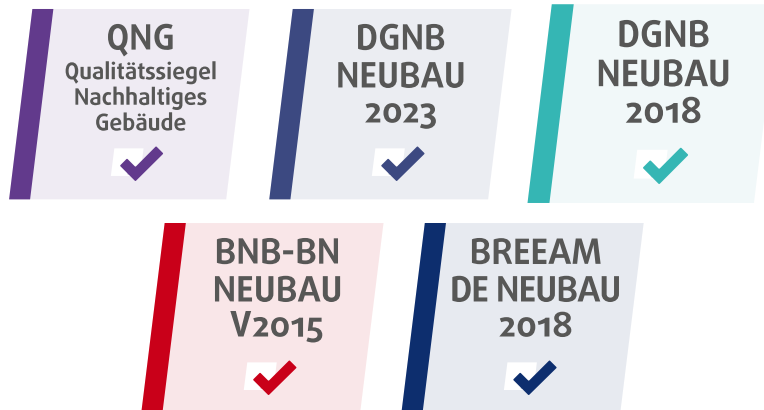 QNG
Qualitätssiegel
Nachhaltiges
Gebäude
DGNB
NEUBAU
2023
DGNB
NEUBAU
2018
BNB-BN
NEUBAU
V2015
BREEAM
DE NEUBAU
2018